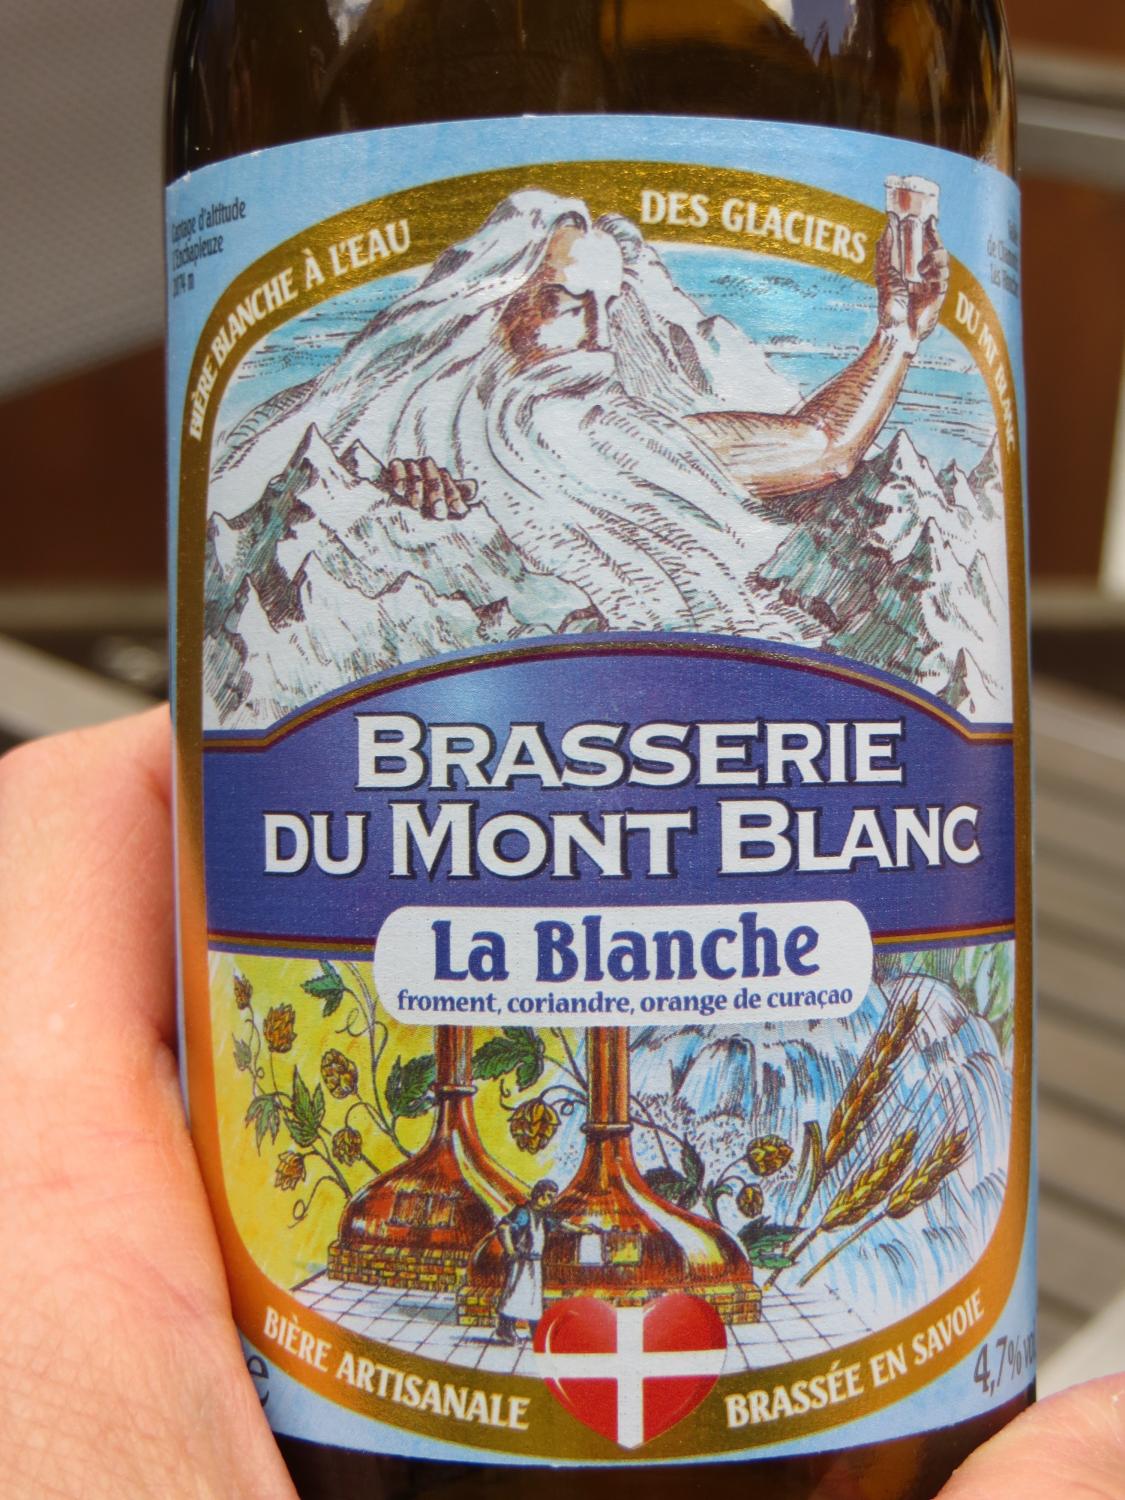 BIÈRE BLANCHE À L'EAU DES GLACIERS DU MT BLANC
d'altitude
BRASSERIE
DU MONT BLANC
La Blanche
froment, coriandre, orange de curaçao
BIÈRE ARTISANALE BRASSÉE EN SAVOIE
4,7%